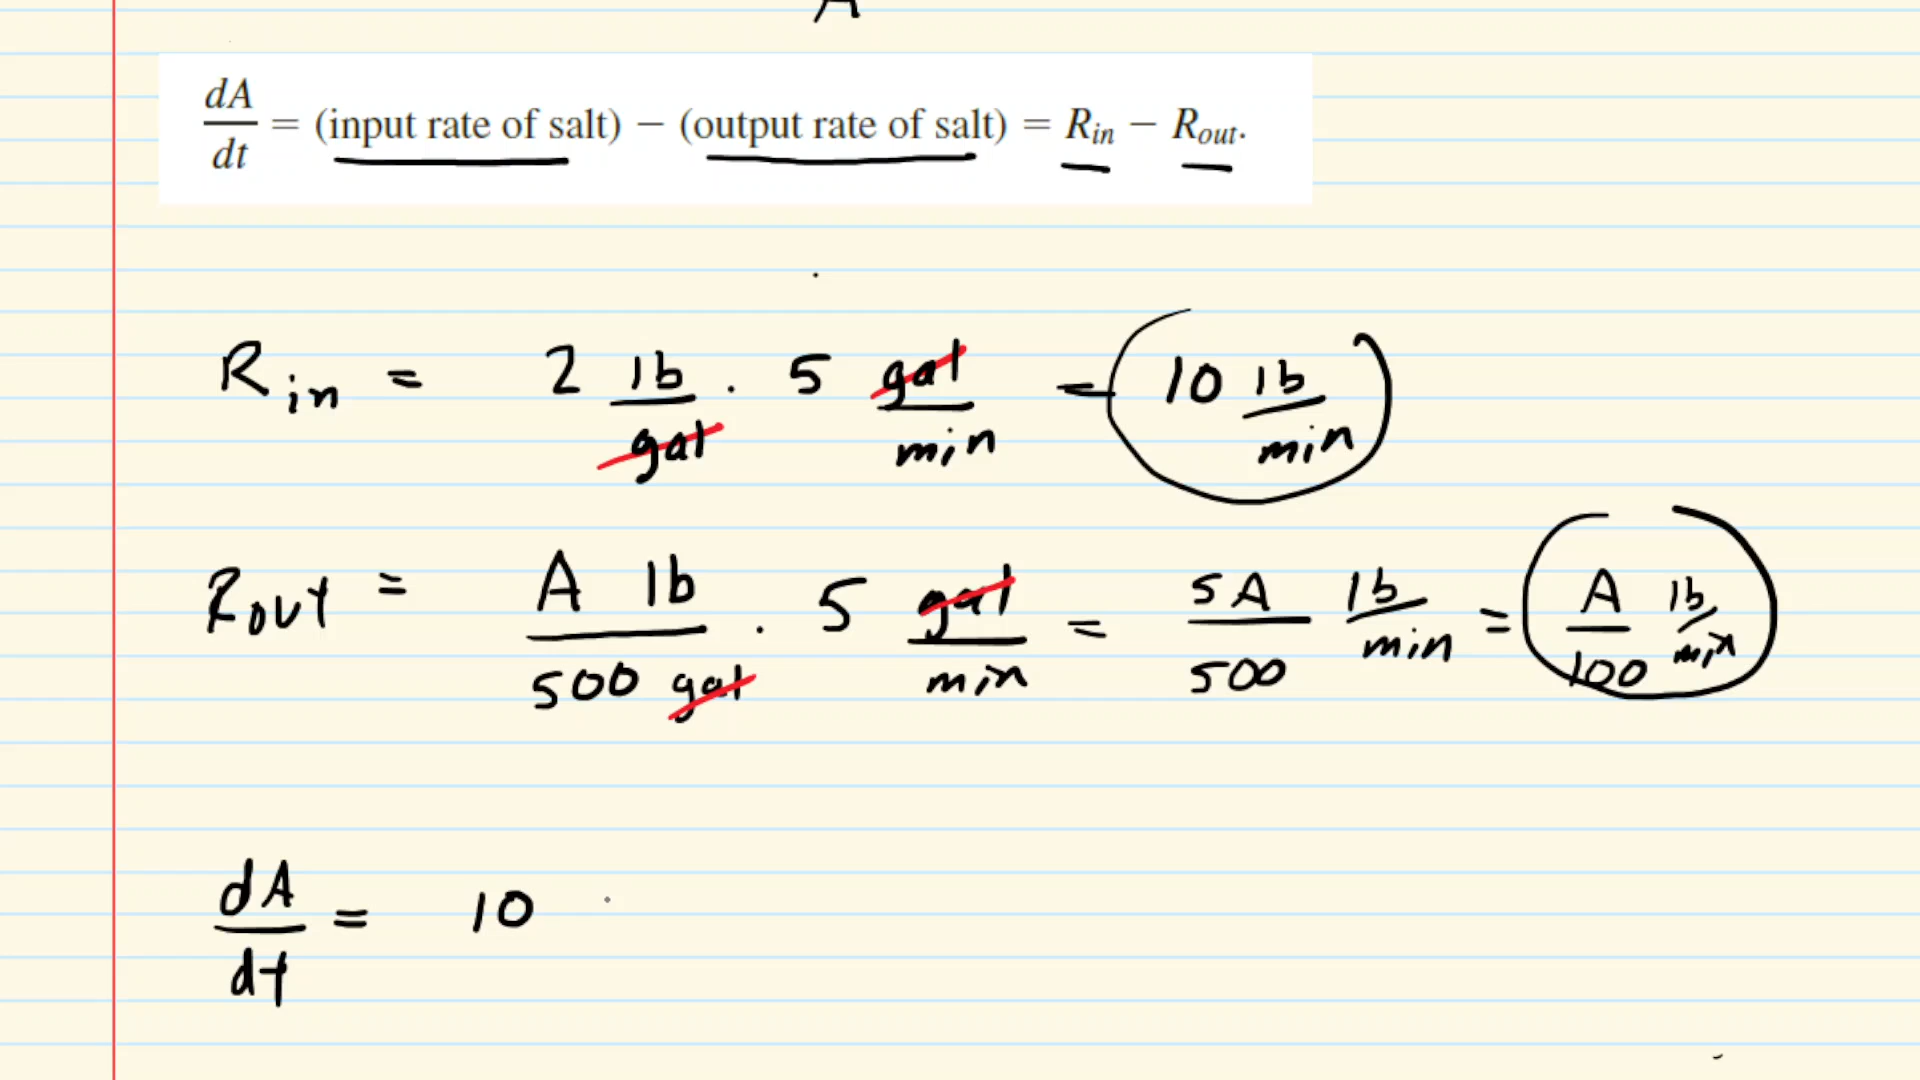 A
dA/dt = (input rate of salt) − (output rate of salt) = R_in − R_out.
R_in = 2 lb/gal · 5 gal/min = 10 lb/min
R_OUT = A lb/500 gal · 5 gal/min = 5A/500 lb/min = A/100 lb/min
dA/dt = 10